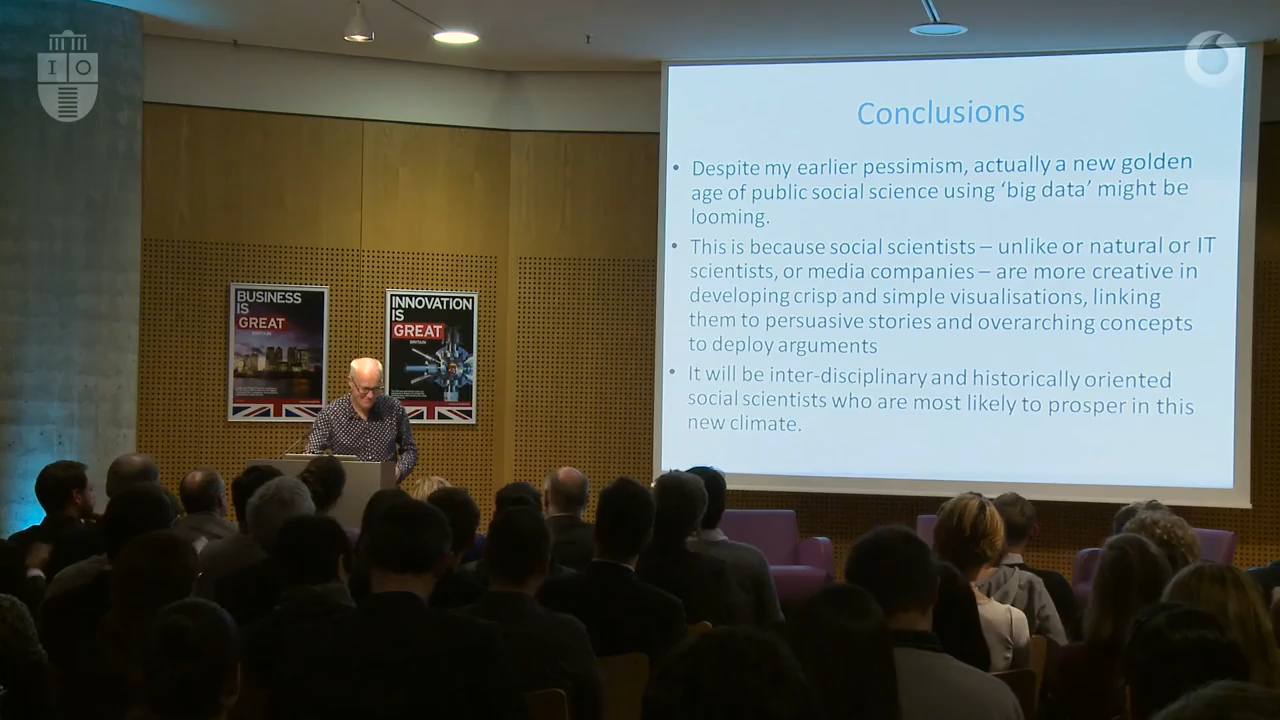 I O
Conclusions
• Despite my earlier pessimism, actually a new golden
age of public social science using ‘big data’ might be
looming.
• This is because social scientists – unlike or natural or IT
scientists, or media companies – are more creative in
developing crisp and simple visualisations, linking
them to persuasive stories and overarching concepts
to deploy arguments
• It will be inter-disciplinary and historically oriented
social scientists who are most likely to prosper in this
new climate.
BUSINESS
IS
GREAT
BRITAIN
INNOVATION
IS
GREAT
BRITAIN